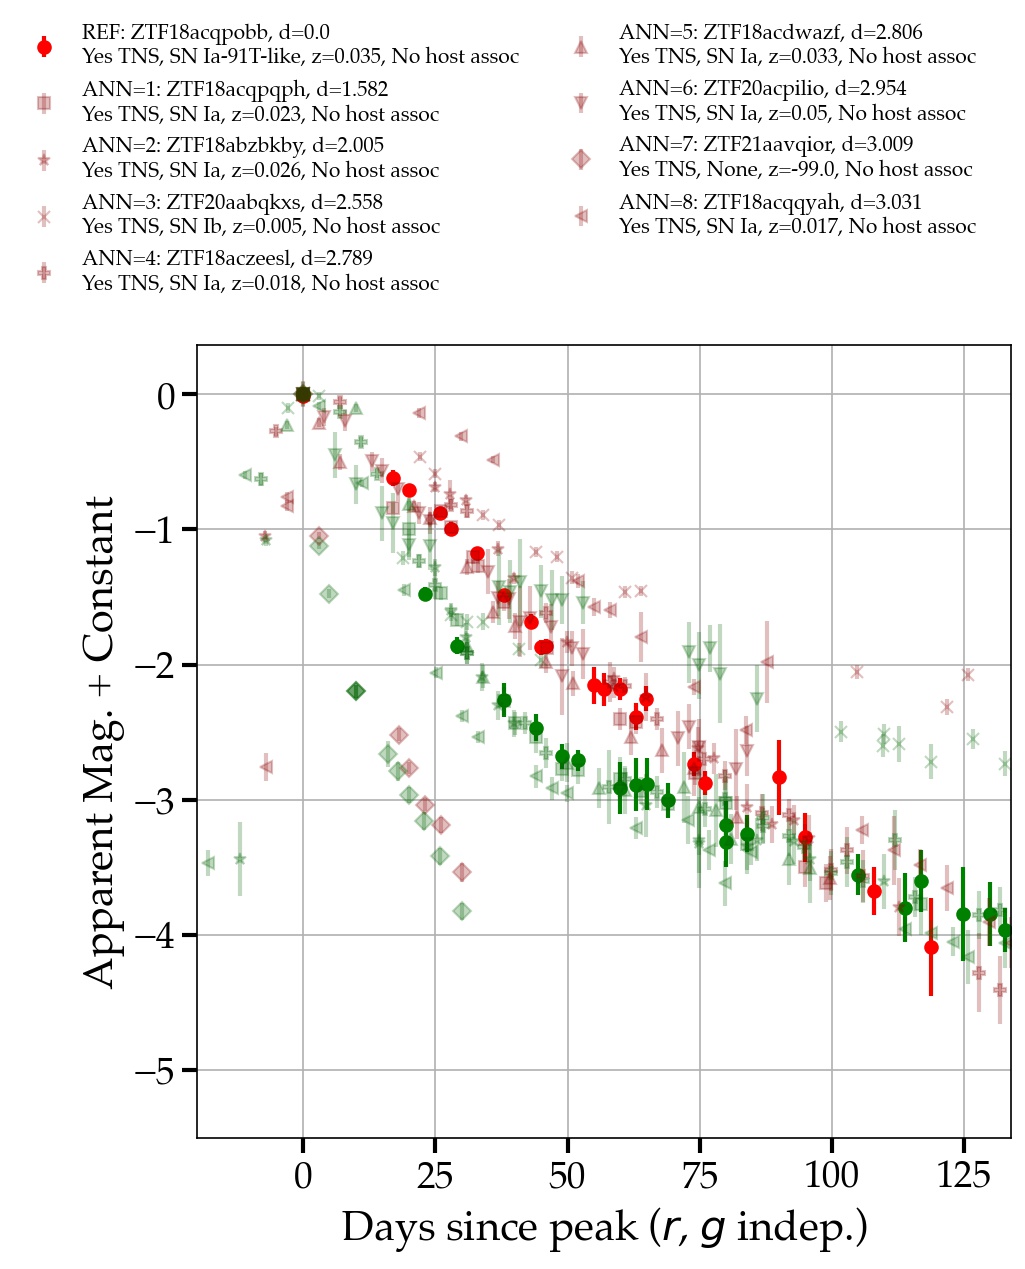 REF: ZTF18acqpobb, d=0.0
Yes TNS, SN Ia-91T-like, z=0.035, No host assoc
ANN=1: ZTF18acqpqph, d=1.582
Yes TNS, SN Ia, z=0.023, No host assoc
ANN=2: ZTF18abzbkby, d=2.005
Yes TNS, SN Ia, z=0.026, No host assoc
ANN=3: ZTF20aabqkxs, d=2.558
Yes TNS, SN Ib, z=0.005, No host assoc
ANN=4: ZTF18aczeesl, d=2.789
Yes TNS, SN Ia, z=0.018, No host assoc
ANN=5: ZTF18acdwazf, d=2.806
Yes TNS, SN Ia, z=0.033, No host assoc
ANN=6: ZTF20acpilio, d=2.954
Yes TNS, SN Ia, z=0.05, No host assoc
ANN=7: ZTF21aavqior, d=3.009
Yes TNS, None, z=-99.0, No host assoc
ANN=8: ZTF18acqqyah, d=3.031
Yes TNS, SN Ia, z=0.017, No host assoc
Apparent Mag. + Constant
0
−1
−2
−3
−4
−5
0 25 50 75 100 125
Days since peak (r, g indep.)